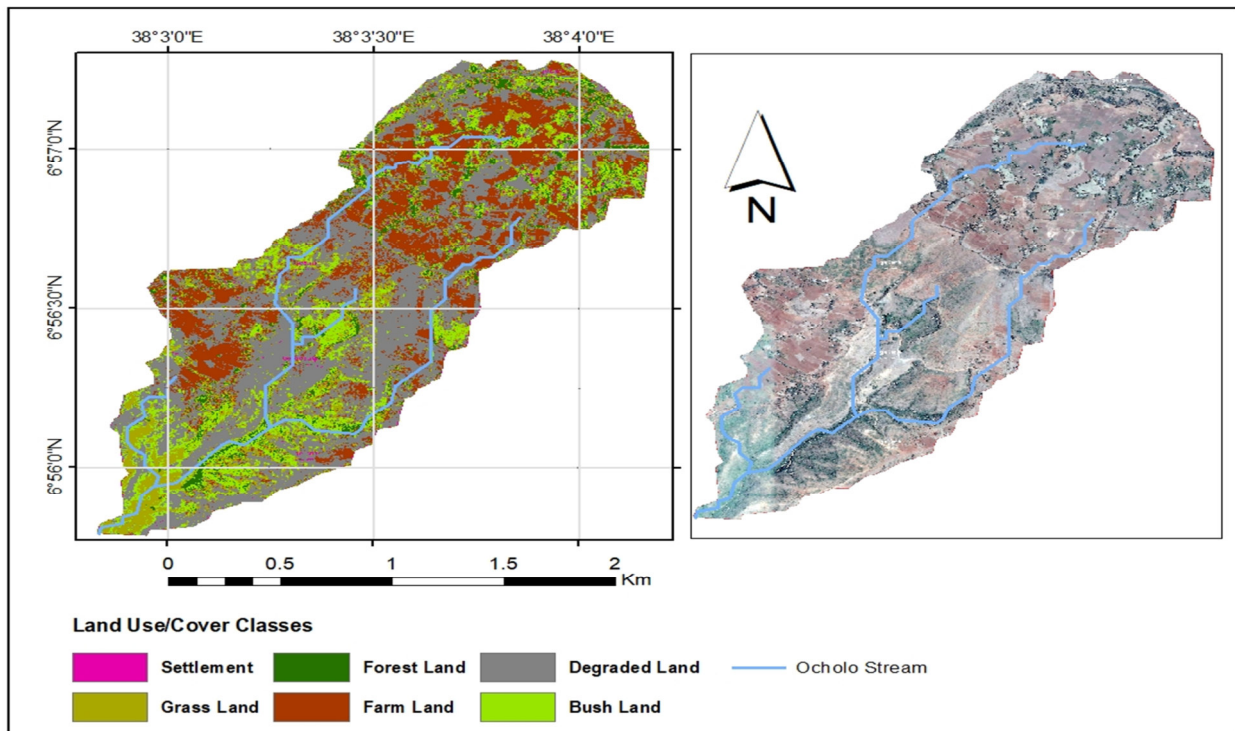 38°3'0"E 38°3'30"E 38°4'0"E
6°57'0"N
6°56'30"N
6°56'0"N
N
0 0.5 1 1.5 2
Km
Land Use/Cover Classes
Settlement Forest Land Degraded Land Ocholo Stream
Grass Land Farm Land Bush Land